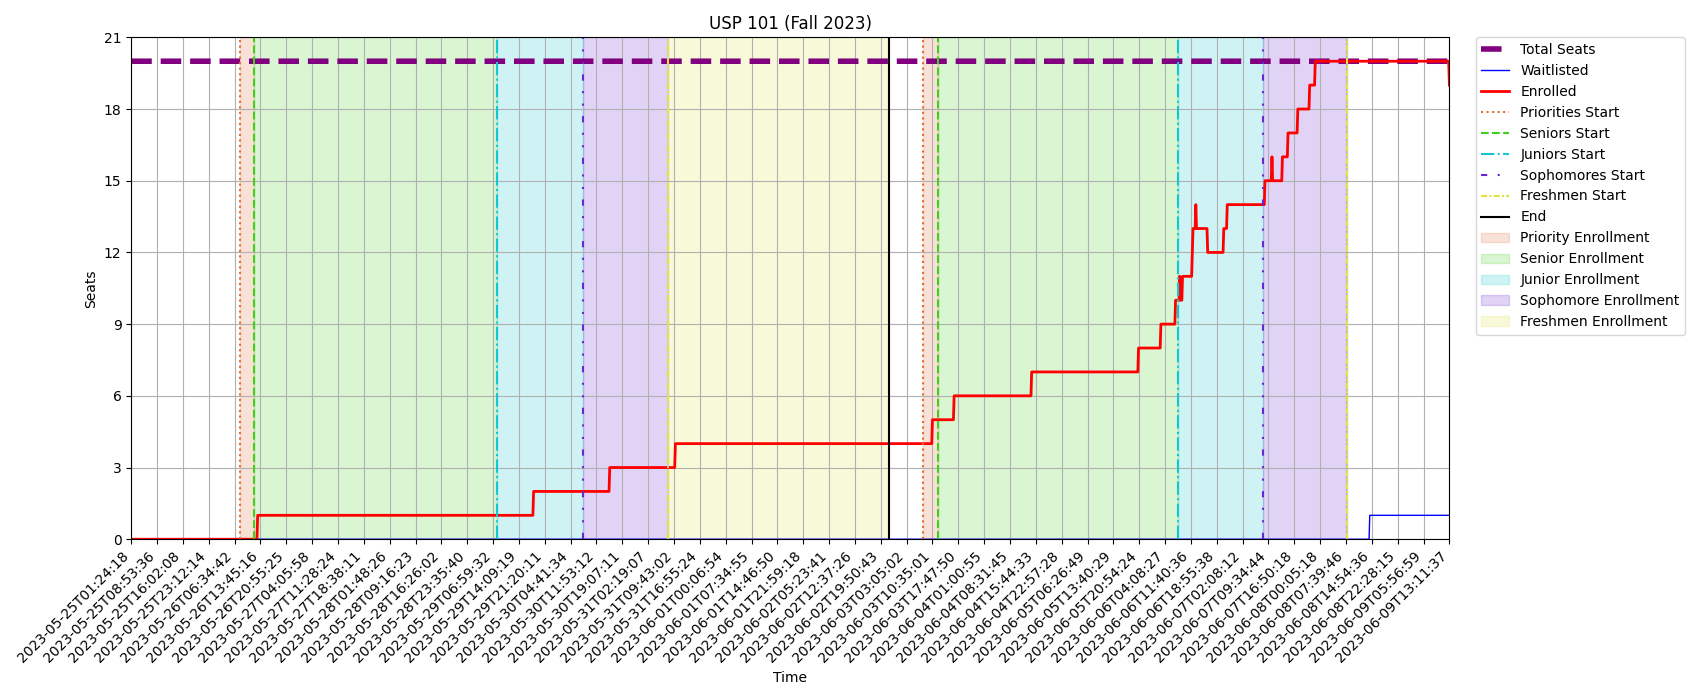 USP 101 (Fall 2023)
21
18
15
12
9
6
3
0
Seats
2023-05-25T01:24:18
2023-05-25T08:53:36
2023-05-25T16:02:08
2023-05-25T23:12:14
2023-05-26T06:34:42
2023-05-26T13:45:16
2023-05-26T20:55:25
2023-05-27T04:05:58
2023-05-27T11:28:24
2023-05-27T18:38:11
2023-05-28T01:48:26
2023-05-28T09:16:23
2023-05-28T16:26:02
2023-05-28T23:35:40
2023-05-29T06:59:32
2023-05-29T14:09:19
2023-05-29T21:20:11
2023-05-30T04:41:34
2023-05-30T11:53:12
2023-05-30T19:07:11
2023-05-31T02:19:07
2023-05-31T09:43:02
2023-05-31T16:55:24
2023-06-01T00:06:54
2023-06-01T07:34:55
2023-06-01T14:46:50
2023-06-01T21:59:18
2023-06-02T05:23:41
2023-06-02T12:37:26
2023-06-02T19:50:43
2023-06-03T03:05:02
2023-06-03T10:35:01
2023-06-03T17:47:50
2023-06-04T01:00:55
2023-06-04T08:31:45
2023-06-04T15:44:33
2023-06-04T22:57:28
2023-06-05T06:26:49
2023-06-05T13:40:29
2023-06-05T20:54:24
2023-06-06T04:08:27
2023-06-06T11:40:36
2023-06-06T18:55:38
2023-06-07T02:08:12
2023-06-07T09:34:44
2023-06-07T16:50:18
2023-06-08T00:05:18
2023-06-08T07:39:46
2023-06-08T14:54:36
2023-06-08T22:28:15
2023-06-09T05:56:59
2023-06-09T13:11:37
Time
Total Seats
Waitlisted
Enrolled
Priorities Start
Seniors Start
Juniors Start
Sophomores Start
Freshmen Start
End
Priority Enrollment
Senior Enrollment
Junior Enrollment
Sophomore Enrollment
Freshmen Enrollment